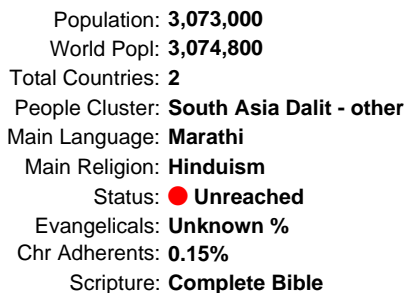 Population: 3,073,000
World Popl: 3,074,800
Total Countries: 2
People Cluster: South Asia Dalit - other
Main Language: Marathi
Main Religion: Hinduism
Status: Unreached
Evangelicals: Unknown %
Chr Adherents: 0.15%
Scripture: Complete Bible